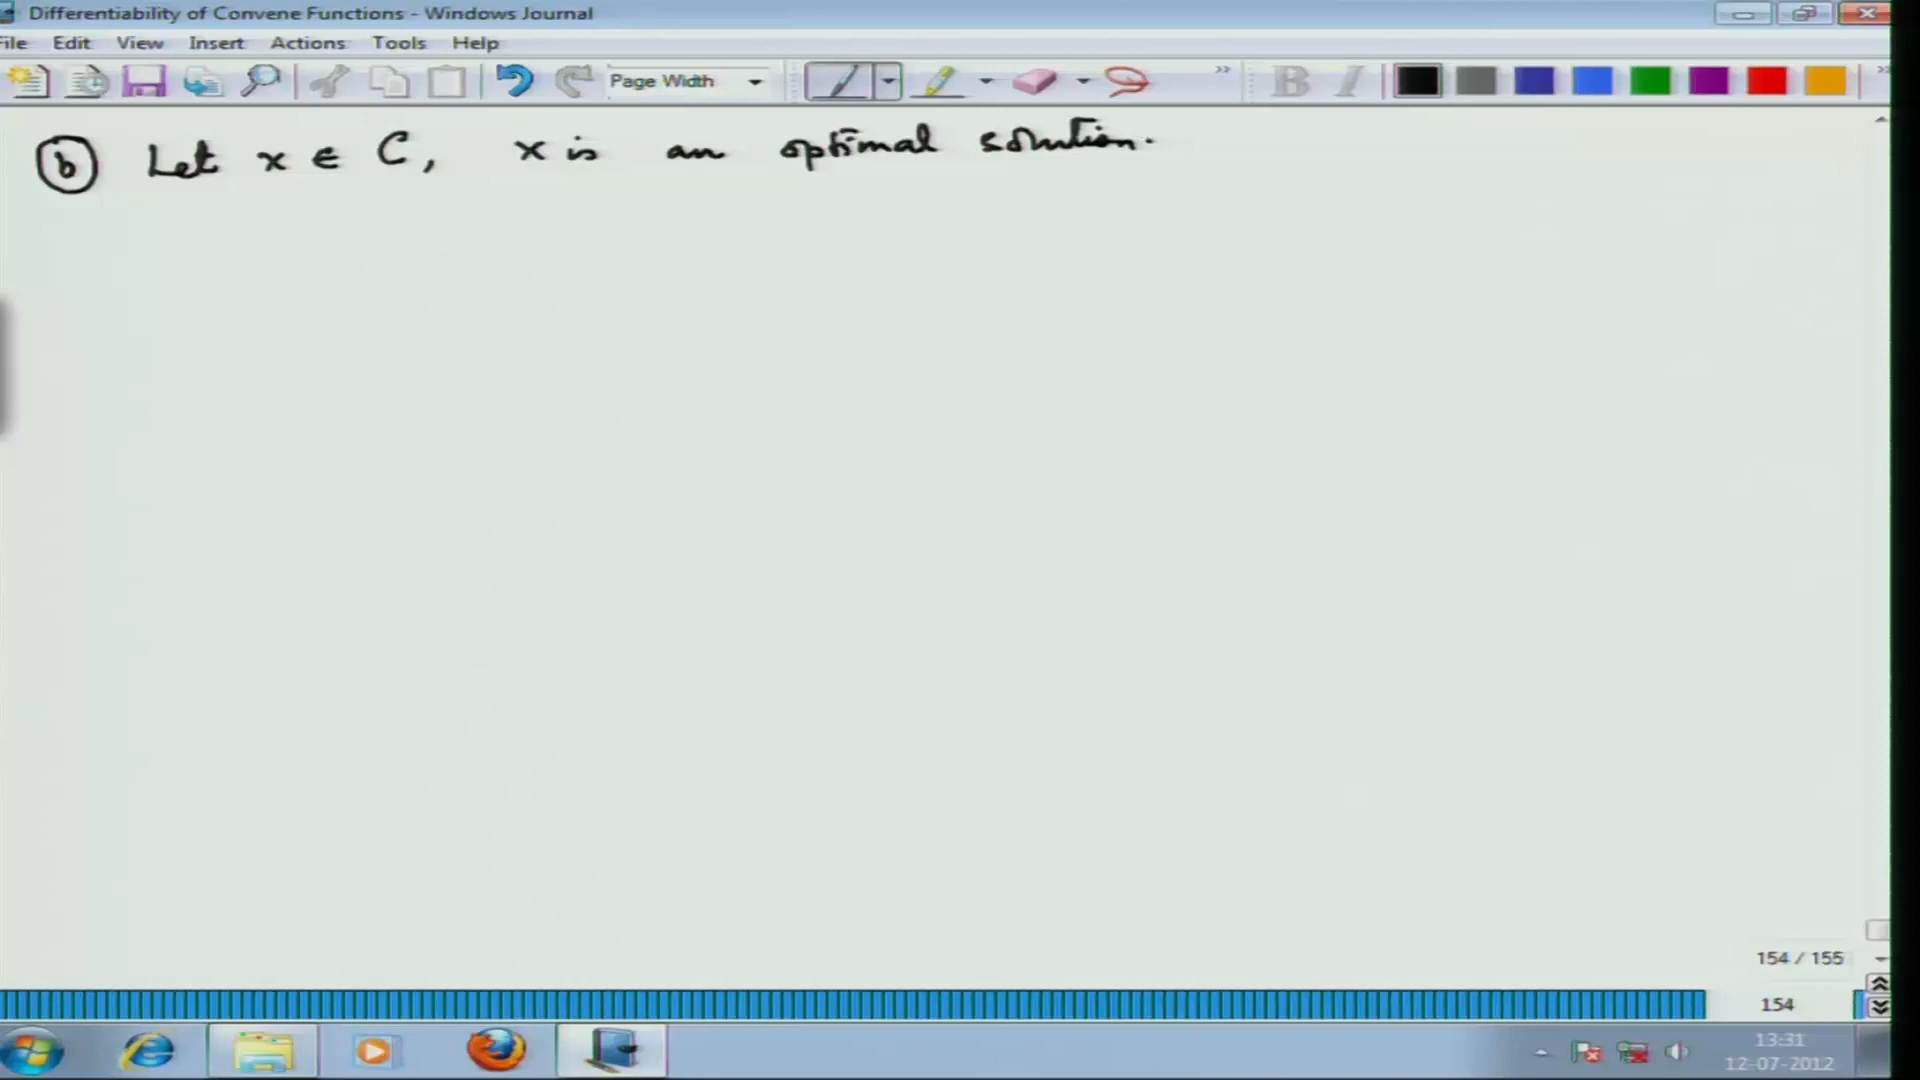 Differentiability of Convene Functions - Windows Journal
File Edit View Insert Actions Tools Help
Page Width
B I
(b) Let x ∈ C, x is an optimal solution.
154 / 155
154
13:31
12-07-2012